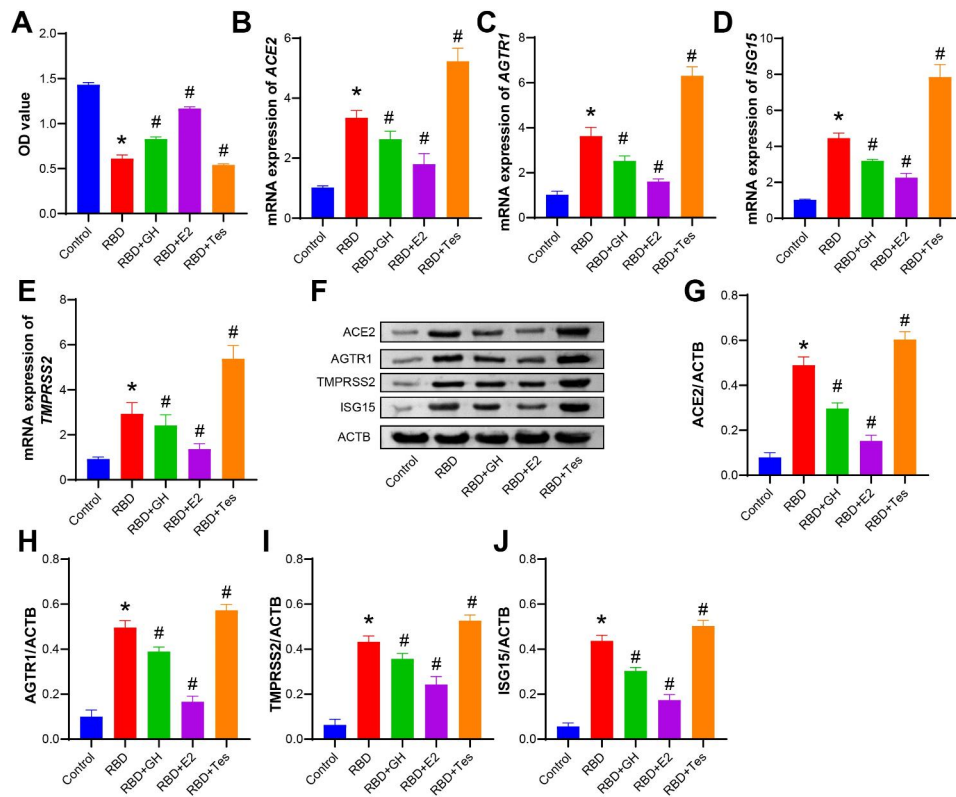 A
OD value
2.0
1.5
1.0
0.5
0.0
*
#
#
#
Control
RBD
RBD+GH
RBD+E2
RBD+Tes
B
mRNA expression of ACE2
6
4
2
0
*
#
#
#
Control
RBD
RBD+GH
RBD+E2
RBD+Tes
C
mRNA expression of AGTR1
8
6
4
2
0
*
#
#
#
Control
RBD
RBD+GH
RBD+E2
RBD+Tes
D
mRNA expression of ISG15
10
8
6
4
2
0
*
#
#
#
Control
RBD
RBD+GH
RBD+E2
RBD+Tes
E
mRNA expression of
TMPRSS2
8
6
4
2
0
*
#
#
#
Control
RBD
RBD+GH
RBD+E2
RBD+Tes
F
ACE2
AGTR1
TMPRSS2
ISG15
ACTB
Control
RBD
RBD+GH
RBD+E2
RBD+Tes
G
ACE2/ACTB
0.8
0.6
0.4
0.2
0.0
*
#
#
#
Control
RBD
RBD+GH
RBD+E2
RBD+Tes
H
AGTR1/ACTB
0.8
0.6
0.4
0.2
0.0
*
#
#
#
Control
RBD
RBD+GH
RBD+E2
RBD+Tes
I
TMPRSS2/ACTB
0.8
0.6
0.4
0.2
0.0
*
#
#
#
Control
RBD
RBD+GH
RBD+E2
RBD+Tes
J
ISG15/ACTB
0.8
0.6
0.4
0.2
0.0
*
#
#
#
Control
RBD
RBD+GH
RBD+E2
RBD+Tes